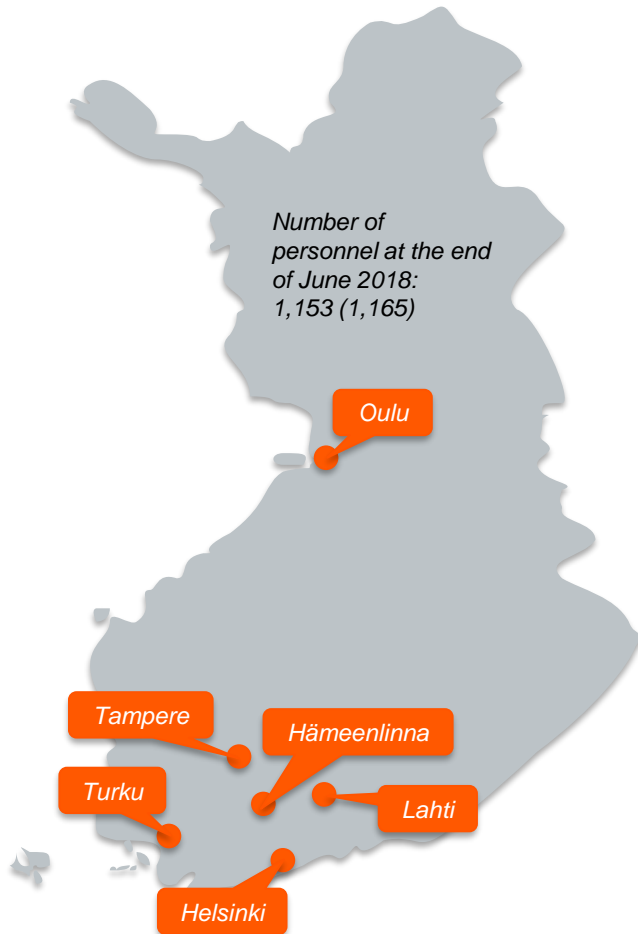 Number of
personnel at the end
of June 2018:
1,153 (1,165)
Oulu
Tampere
Hämeenlinna
Turku
Lahti
Helsinki